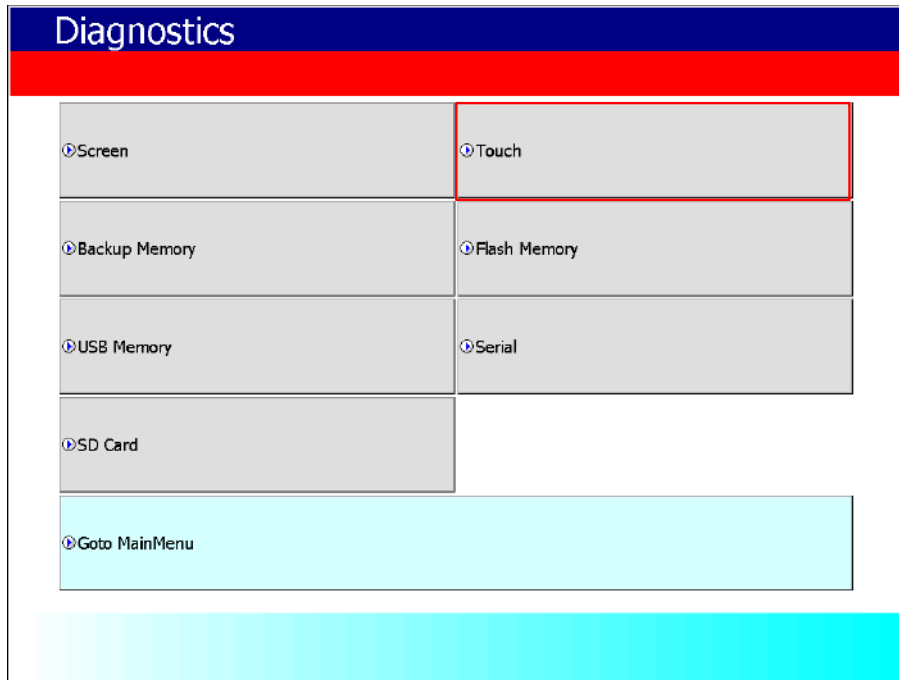 Diagnostics
Screen
Touch
Backup Memory
Flash Memory
USB Memory
Serial
SD Card
Goto MainMenu